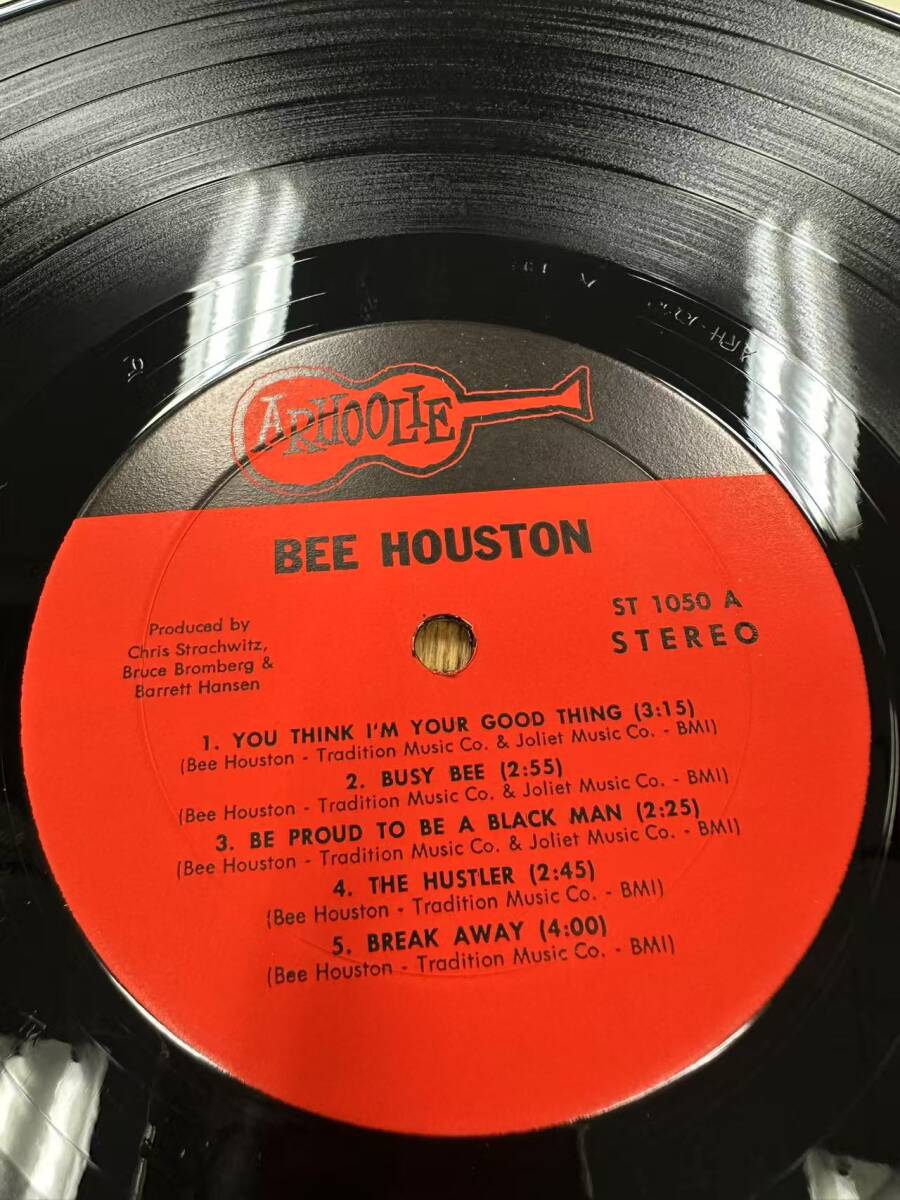 ARHOOLIE
BEE HOUSTON
ST 1050 A
STEREO
Produced by
Chris Strachwitz,
Bruce Bromberg &
Barrett Hansen
1. YOU THINK I'M YOUR GOOD THING (3:15)
(Bee Houston - Tradition Music Co. & Joliet Music Co. - BMI)
2. BUSY BEE (2:55)
(Bee Houston - Tradition Music Co. & Joliet Music Co. - BMI)
3. BE PROUD TO BE A BLACK MAN (2:25)
(Bee Houston - Tradition Music Co. & Joliet Music Co. - BMI)
4. THE HUSTLER (2:45)
(Bee Houston - Tradition Music Co. - BMI)
5. BREAK AWAY (4:00)
(Bee Houston - Tradition Music Co. - BMI)